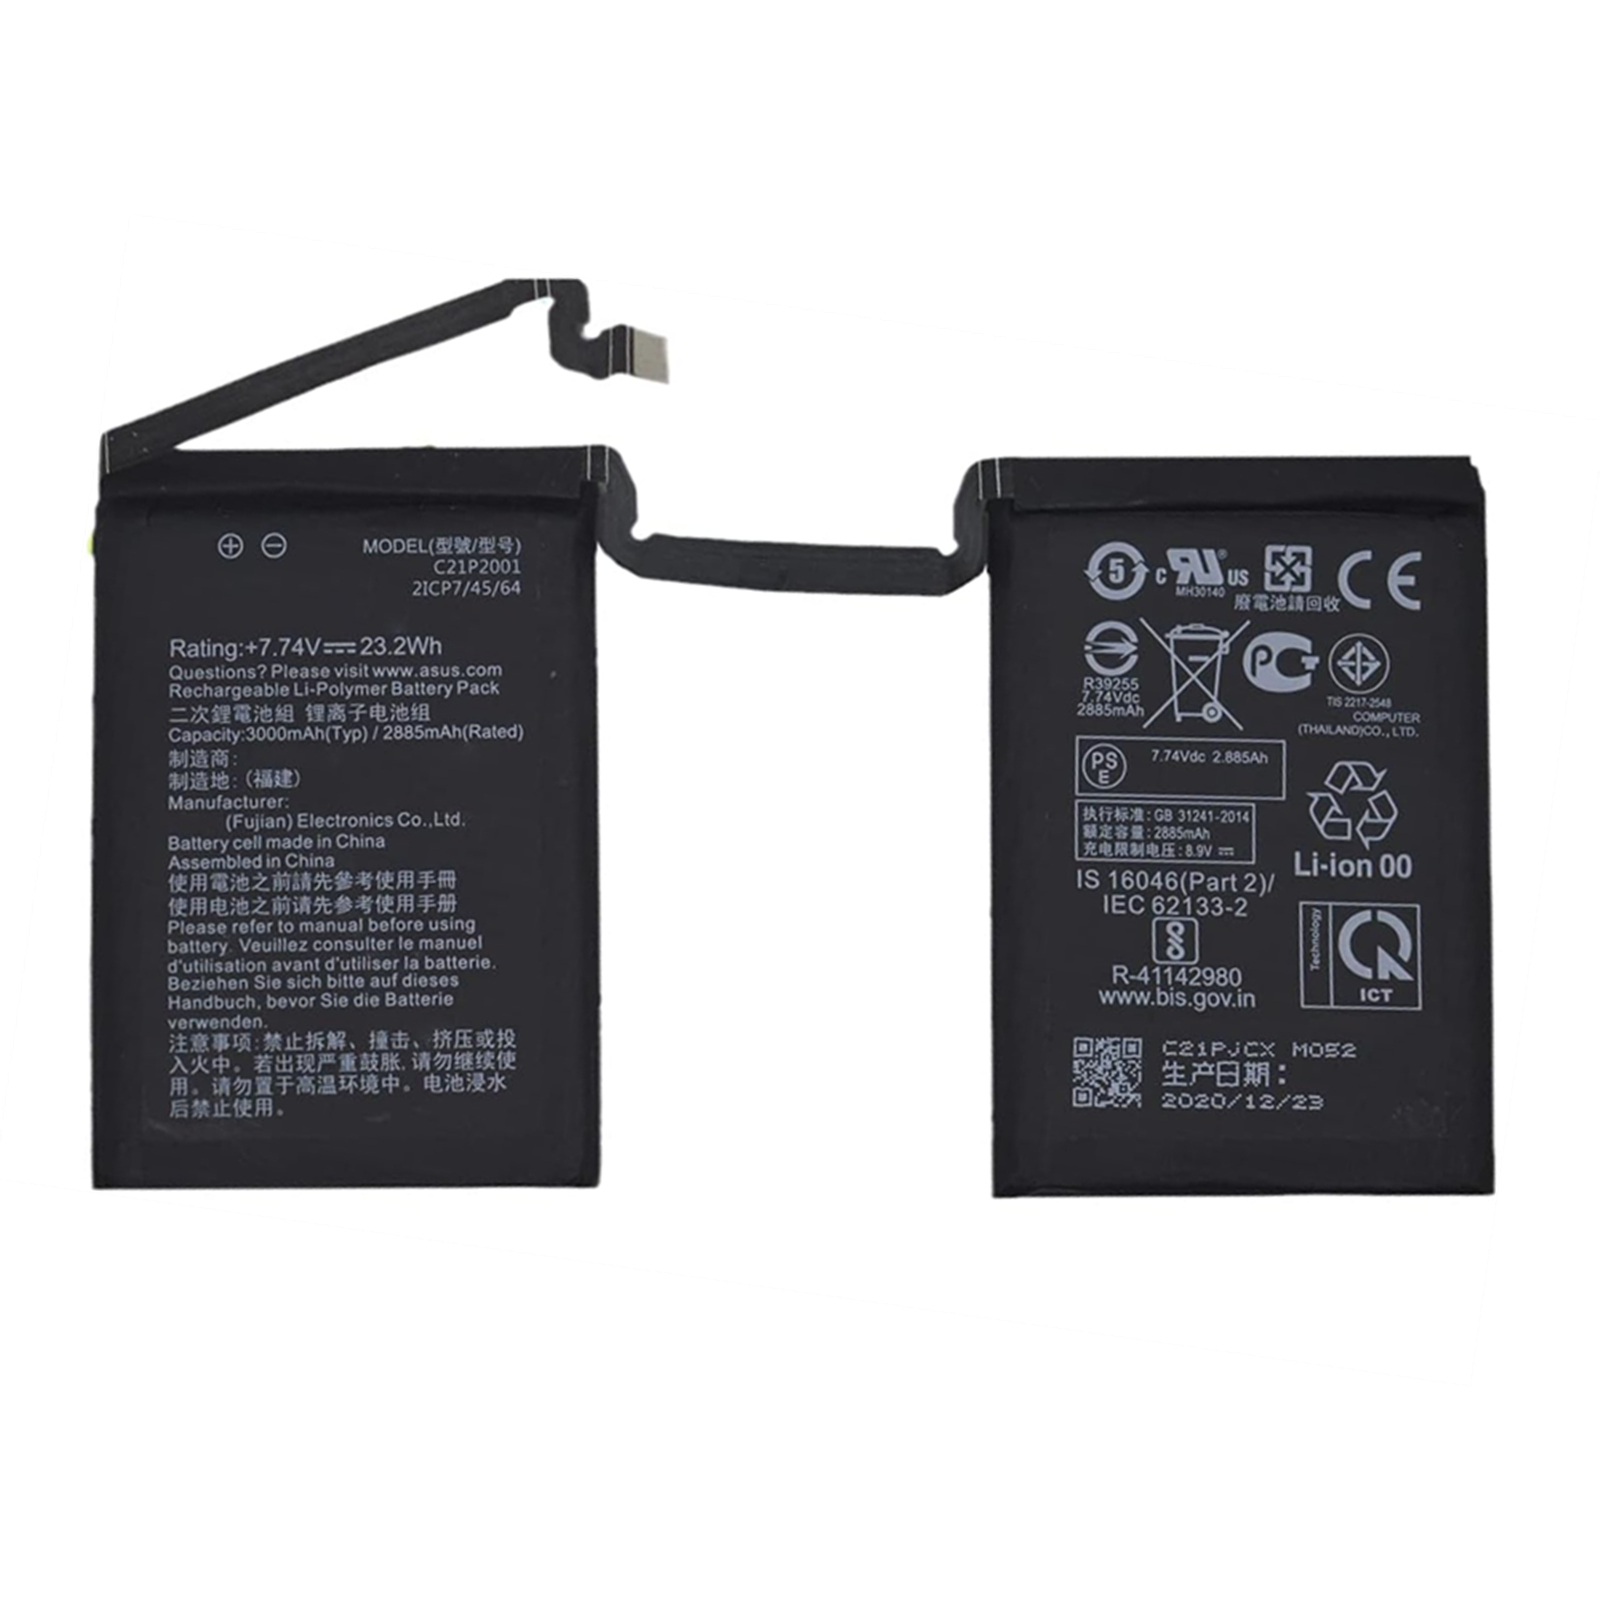 ⊕ ⊖ MODEL(型號/型号)
C21P2001
2ICP7/45/64
Rating:+7.74V⎓23.2Wh
Questions? Please visit www.asus.com
Rechargeable Li-Polymer Battery Pack
二次鋰電池組 锂离子电池组
Capacity:3000mAh(Typ) / 2885mAh(Rated)
制造商:
制造地: (福建)
Manufacturer:
(Fujian) Electronics Co.,Ltd.
Battery cell made in China
Assembled in China
使用電池之前請先參考使用手冊
使用电池之前请先参考使用手册
Please refer to manual before using
battery. Veuillez consulter le manuel
d'utilisation avant d'utiliser la batterie.
Beziehen Sie sich bitte auf dieses
Handbuch, bevor Sie die Batterie
verwenden.
注意事项:禁止拆解、撞击、挤压或投
入火中。若出现严重鼓胀,请勿继续使
用。请勿置于高温环境中。电池浸水
后禁止使用。
5 c RU® US CE
MH30140
廢電池請回收
R39255
7.74Vdc
2885mAh
PG
TIS 2217-2548
COMPUTER
(THAILAND)CO., LTD.
PS
E
7.74Vdc 2.885Ah
执行标准: GB 31241-2014
额定容量: 2885mAh
充电限制电压: 8.9V ⎓
Li-ion 00
IS 16046(Part 2)/
IEC 62133-2
R-41142980
www.bis.gov.in
Technology
ICT
C21PJCX M052
生产日期:
2020/12/23